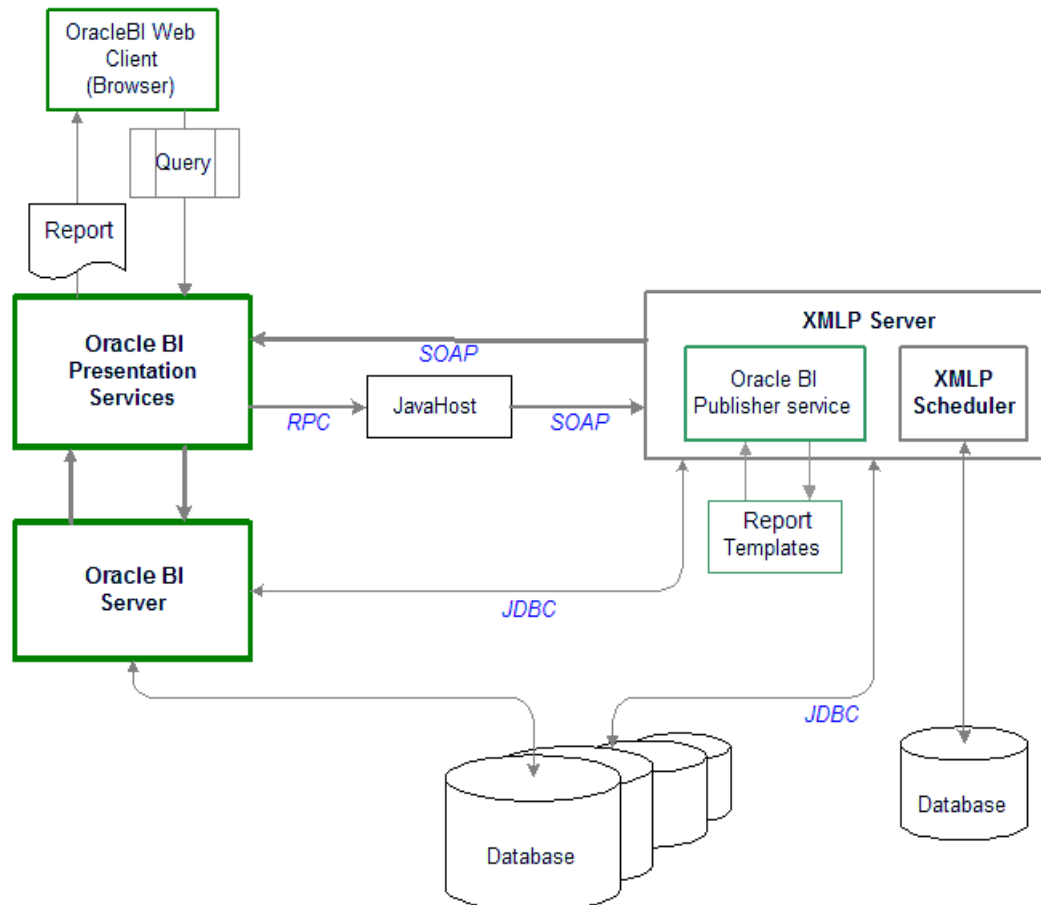 OracleBI Web
Client
(Browser)
Query
Report
Oracle BI
Presentation
Services
SOAP
RPC
JavaHost
SOAP
XMLP Server
Oracle BI
Publisher service
XMLP
Scheduler
Report
Templates
Oracle BI
Server
JDBC
JDBC
Database
Database